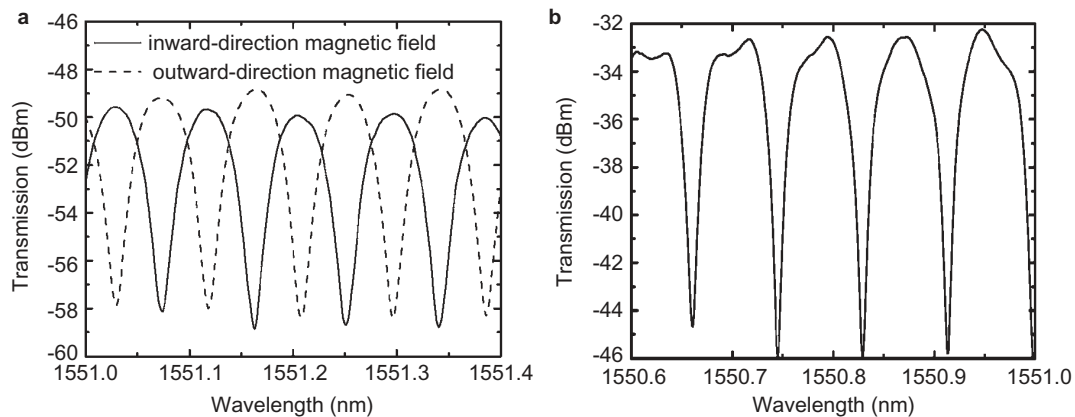 a
-46
-48
-50
-52
-54
-56
-58
-60
Transmission (dBm)
inward-direction magnetic field
outward-direction magnetic field
1551.0 1551.1 1551.2 1551.3 1551.4
Wavelength (nm)
b
-32
-34
-36
-38
-40
-42
-44
-46
Transmission (dBm)
1550.6 1550.7 1550.8 1550.9 1551.0
Wavelength (nm)